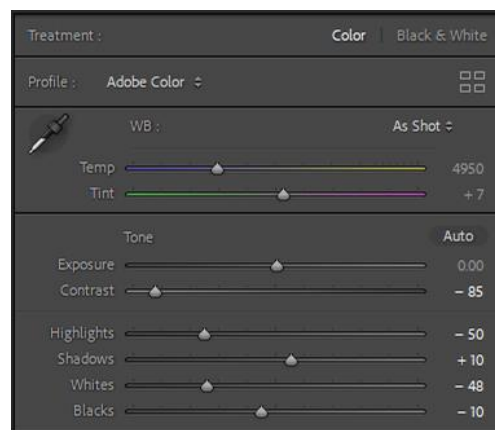 Treatment : Color | Black & White
Profile : Adobe Color
WB : As Shot
Temp 4950
Tint + 7
Tone Auto
Exposure 0.00
Contrast – 85
Highlights – 50
Shadows + 10
Whites – 48
Blacks – 10